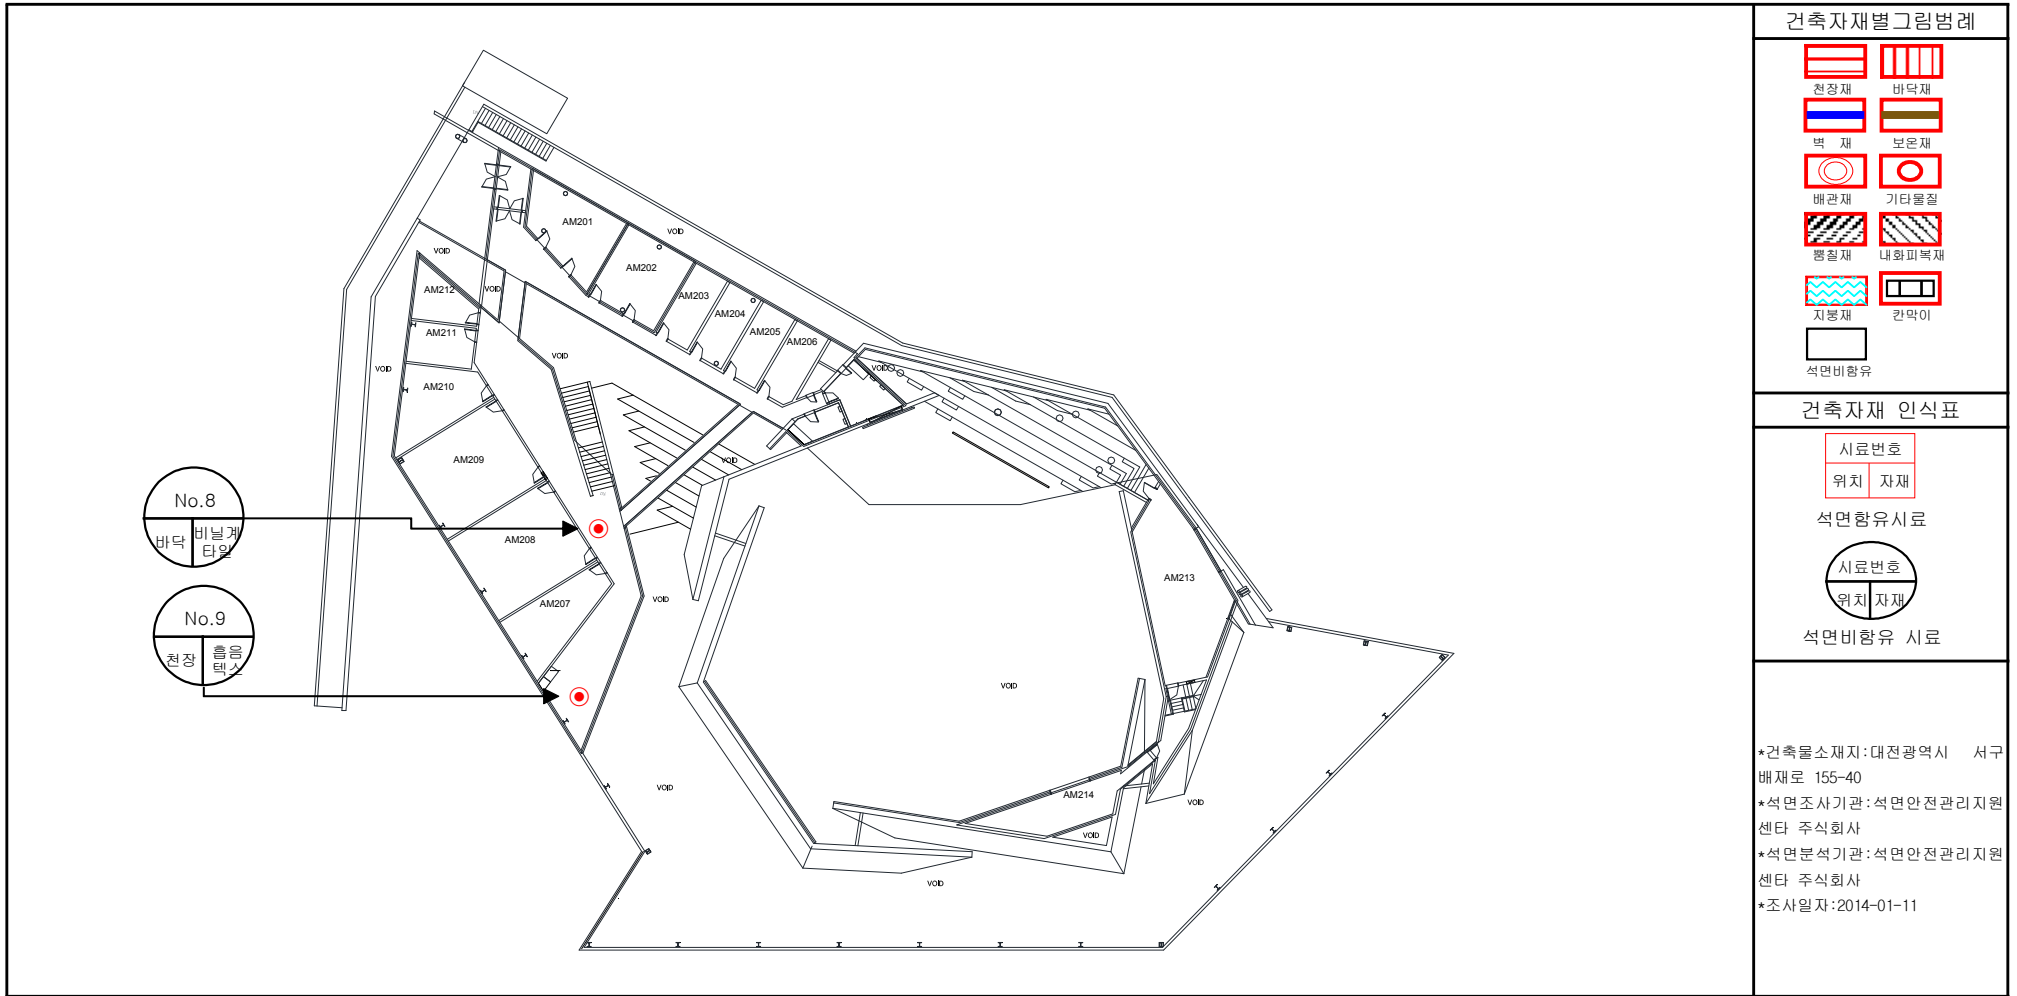 건축자재별그림범례
천장재
바닥재
벽 재
보온재
배관재
기타물질
뿜칠재
내화피복재
지붕재
칸막이
석면비함유
건축자재 인식표
시료번호
위치 자재
석면함유시료
시료번호
위치 자재
석면비함유 시료
*건축물소재지:대전광역시 서구
배재로 155-40
*석면조사기관:석면안전관리지원
센타 주식회사
*석면분석기관:석면안전관리지원
센타 주식회사
*조사일자:2014-01-11
No.8
바닥
비닐계
타일
No.9
천장
흡음
텍스
AM201
VOID
VOID
AM202
AM212
VOID
AM203
AM204
AM211
AM205
AM206
VOID
VOID
VOID
AM210
AM209
VOID
AM208
AM213
AM207
VOID
VOID
VOID
AM214
VOID
VOID
VOID